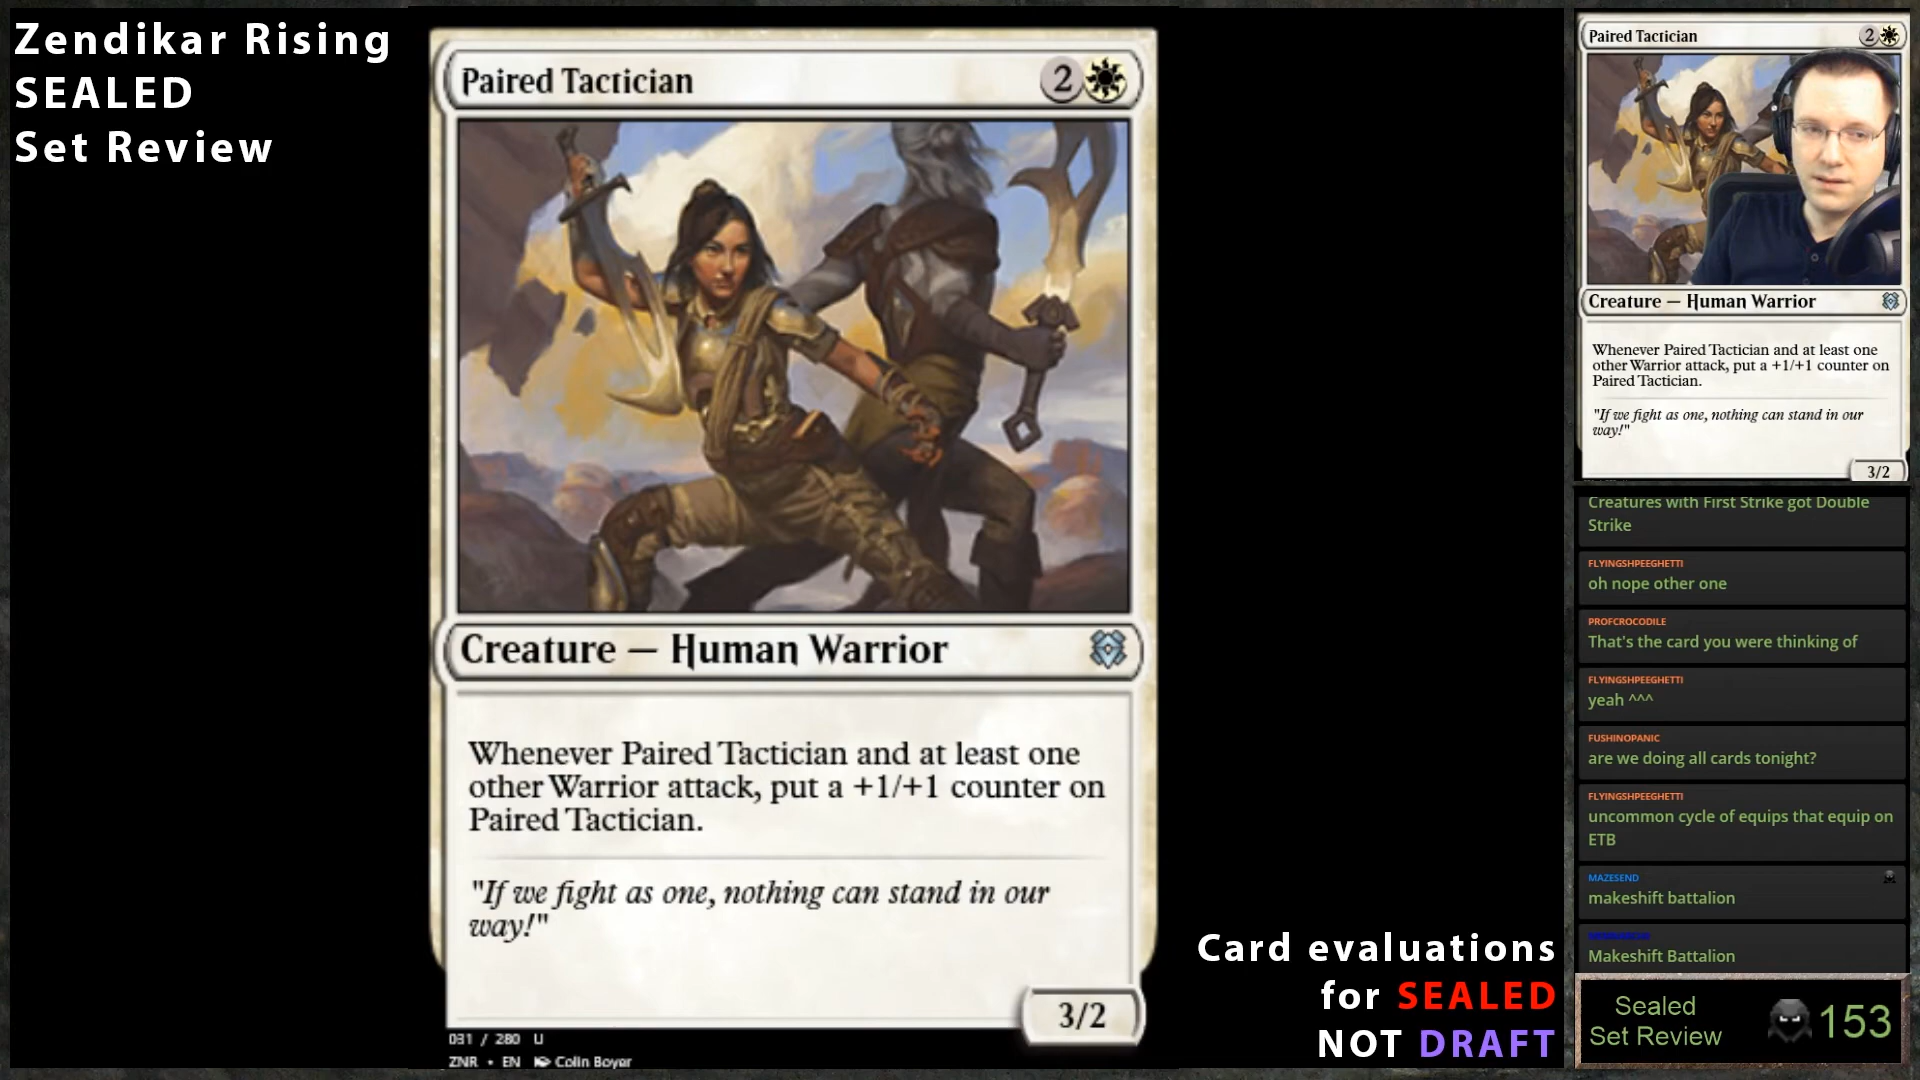 Zendikar Rising
SEALED
Set Review
Paired Tactician
2
Creature — Human Warrior
Whenever Paired Tactician and at least one
other Warrior attack, put a +1/+1 counter on
Paired Tactician.
"If we fight as one, nothing can stand in our
way!"
3/2
031 / 280 U
ZNR • EN Colin Boyer
Card evaluations
for SEALED
NOT DRAFT
Paired Tactician
2
Creature — Human Warrior
Whenever Paired Tactician and at least one
other Warrior attack, put a +1/+1 counter on
Paired Tactician.
"If we fight as one, nothing can stand in our
way!"
3/2
Creatures with First Strike got Double
Strike
FLYINGSHPEEGHETTI
oh nope other one
PROFCROCODILE
That's the card you were thinking of
FLYINGSHPEEGHETTI
yeah ^^^
FUSHINOPANIC
are we doing all cards tonight?
FLYINGSHPEEGHETTI
uncommon cycle of equips that equip on
ETB
MAZESEND
makeshift battalion
Makeshift Battalion
Sealed
Set Review
153